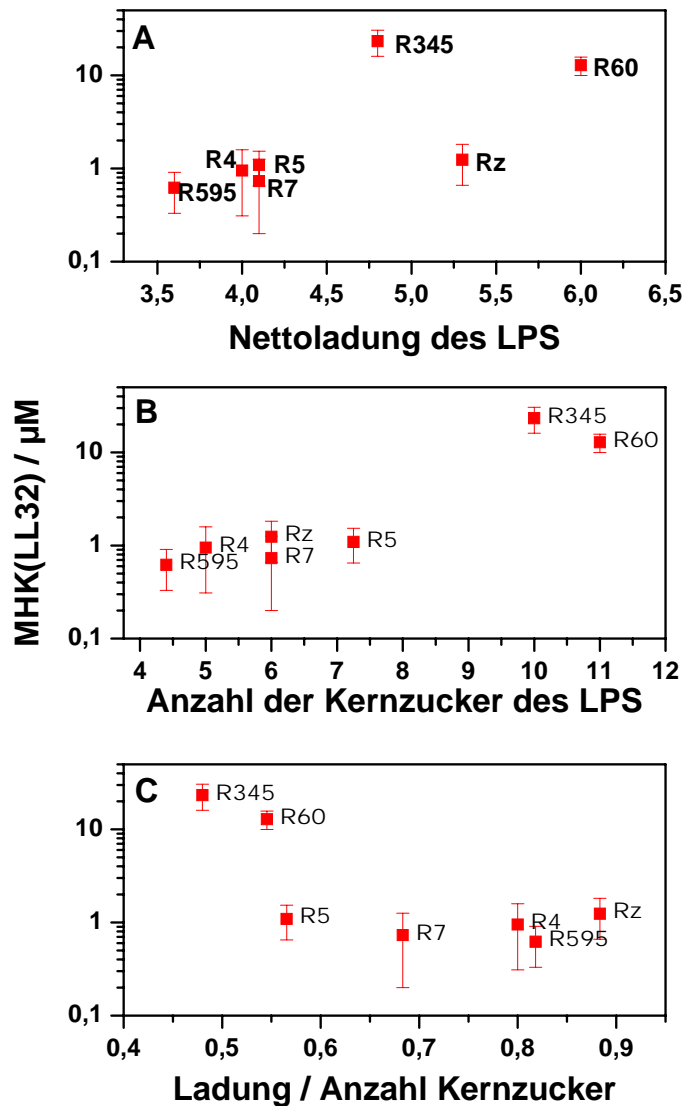 A
10
1
0,1
R345
R60
R4
R5
Rz
R595
R7
3,5 4,0 4,5 5,0 5,5 6,0 6,5
Nettoladung des LPS
MHK(LL32) / µM
B
10
1
0,1
R345
R60
Rz
R4
R5
R595
R7
4 5 6 7 8 9 10 11 12
Anzahl der Kernzucker des LPS
C
10
1
0,1
R345
R60
R5
R7
R4
Rz
R595
0,4 0,5 0,6 0,7 0,8 0,9
Ladung / Anzahl Kernzucker